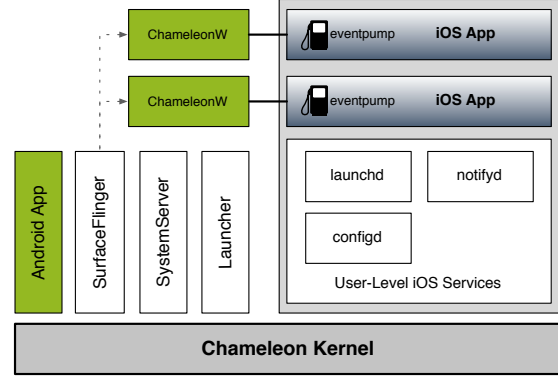 ChameleonW
eventpump
iOS App
ChameleonW
eventpump
iOS App
Android App
SurfaceFlinger
SystemServer
Launcher
launchd
notifyd
configd
User-Level iOS Services
Chameleon Kernel